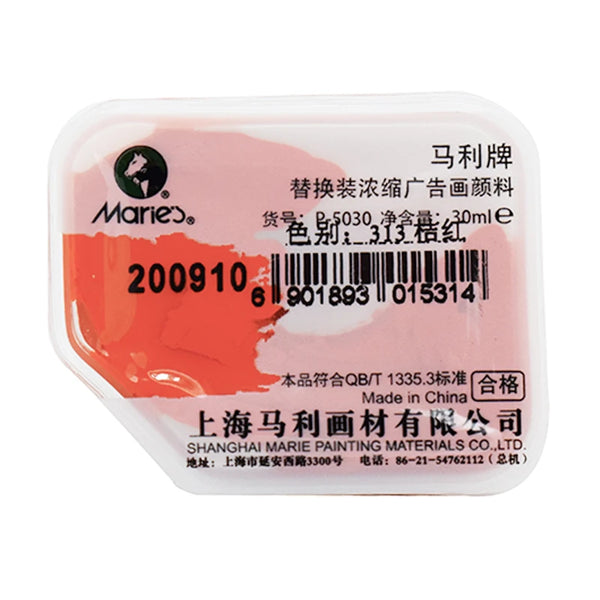 Marie's®
马利牌
替换装浓缩广告画颜料
货号: P-5030 净含量: 30ml ℮
色别: 313 桔红
200910
6 901893 015314
本品符合QB/T 1335.3标准
Made in China
合格
上海马利画材有限公司
SHANGHAI MARIE PAINTING MATERIALS CO.,LTD.
地址: 上海市延安西路3300号 电话: 86-21-54762112 (总机)